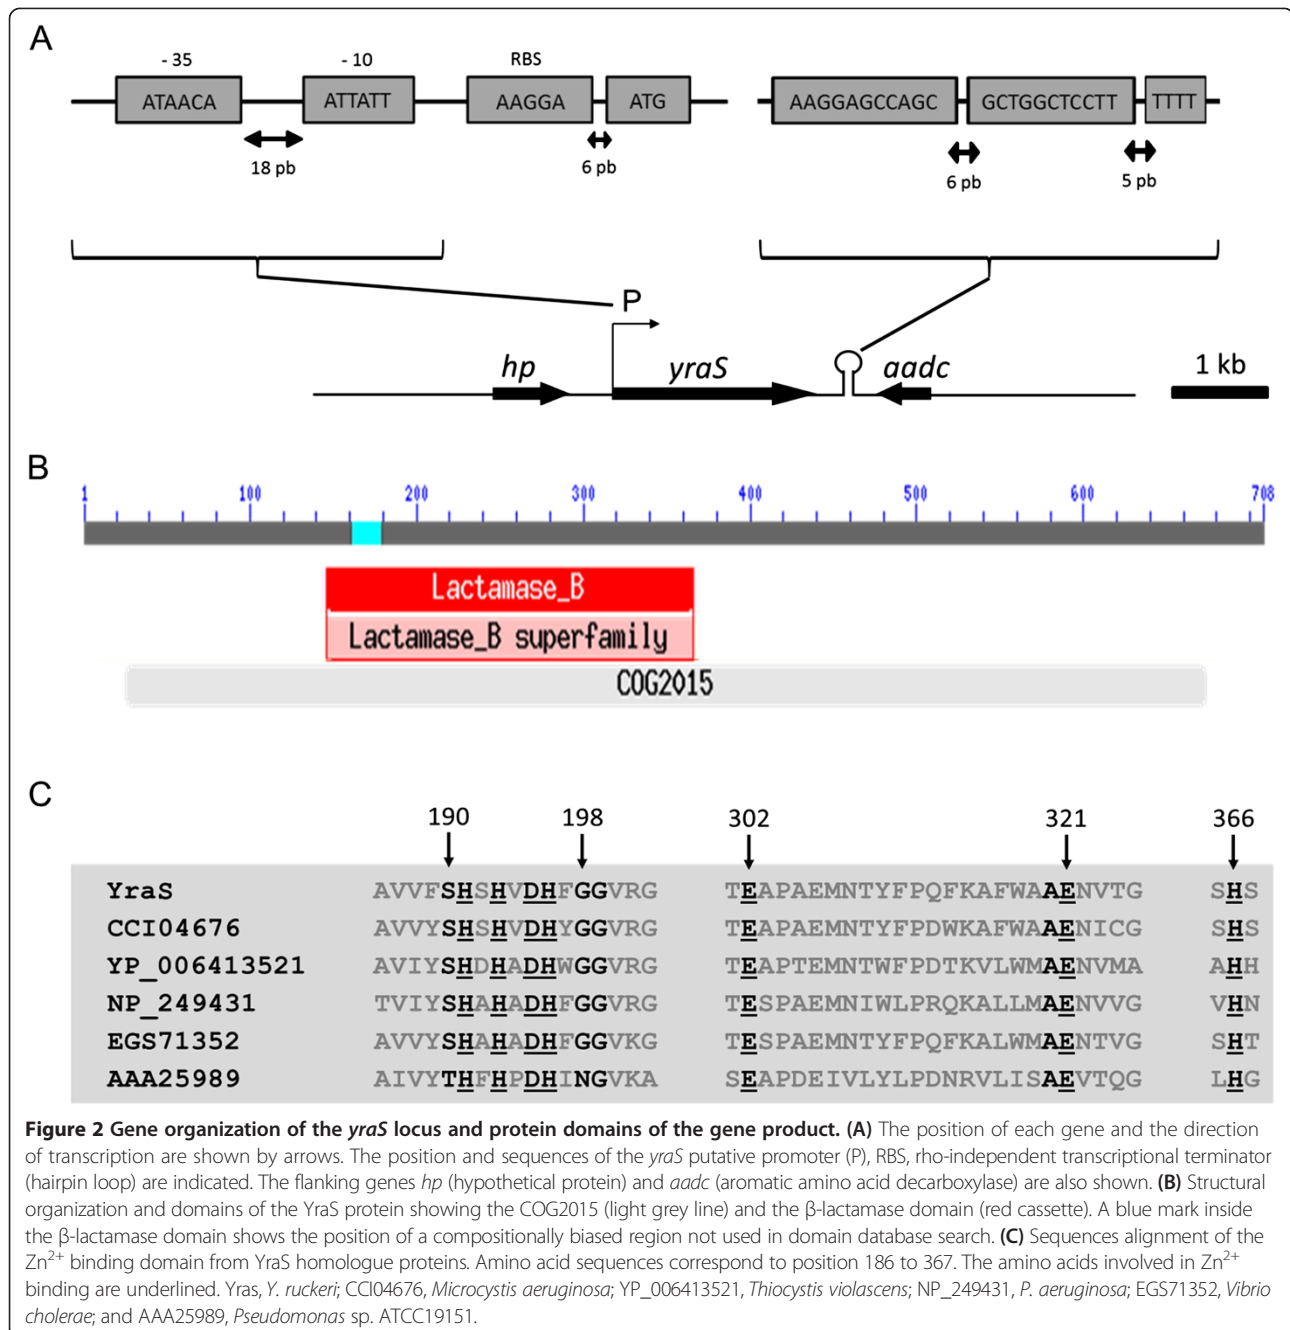 A
- 35
- 10
RBS
ATAACA
ATTATT
AAGGA
ATG
AAGGAGCCAGC
GCTGGCTCCTT
TTTT
18 pb
6 pb
6 pb
5 pb
P
hp
yraS
aadc
1 kb
B
1 100 200 300 400 500 600 708
Lactamase_B
Lactamase_B superfamily
COG2015
C
190 198 302 321 366
YraS AVVFSHSHVDHFGGVRG TEAPAEMNTYFPQFKAFWAAENVTG SHS
CCI04676 AVVYSHSHVDHYGGVRG TEAPAEMNTYFPDWKAFWAAENICG SHS
YP_006413521 AVIYSHDHADHWGGVRG TEAPTEMNTWFPDTKVLWMAENVMA AHH
NP_249431 TVIYSHAHADHFGGVRG TESPAEMNIWLPRQKALLMAENVVG VHN
EGS71352 AVVYSHAHADHFGGVKG TESPAEMNTYFPQFKALWMAENTVG SHT
AAA25989 AIVYTHFHPDHINGVKA SEAPDEIVLYLPDNRVLISAEVTQG LHG
Figure 2 Gene organization of the yraS locus and protein domains of the gene product. (A) The position of each gene and the direction
of transcription are shown by arrows. The position and sequences of the yraS putative promoter (P), RBS, rho-independent transcriptional terminator
(hairpin loop) are indicated. The flanking genes hp (hypothetical protein) and aadc (aromatic amino acid decarboxylase) are also shown. (B) Structural
organization and domains of the YraS protein showing the COG2015 (light grey line) and the β-lactamase domain (red cassette). A blue mark inside
the β-lactamase domain shows the position of a compositionally biased region not used in domain database search. (C) Sequences alignment of the
Zn²⁺ binding domain from YraS homologue proteins. Amino acid sequences correspond to position 186 to 367. The amino acids involved in Zn²⁺
binding are underlined. Yras, Y. ruckeri; CCI04676, Microcystis aeruginosa; YP_006413521, Thiocystis violascens; NP_249431, P. aeruginosa; EGS71352, Vibrio
cholerae; and AAA25989, Pseudomonas sp. ATCC19151.